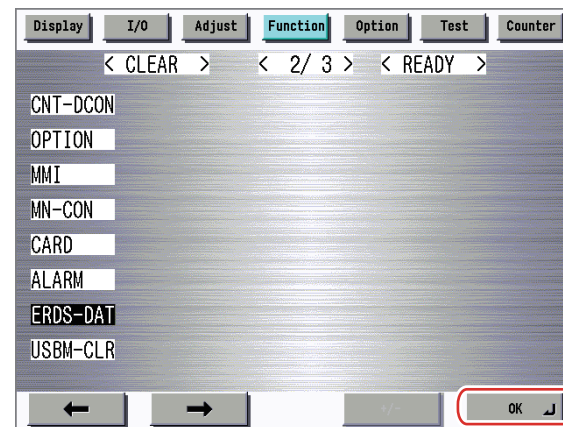 Display I/O Adjust Function Option Test Counter
< CLEAR > < 2/ 3 > < READY >
CNT-DCON
OPTION
MMI
MN-CON
CARD
ALARM
ERDS-DAT
USBM-CLR
+/- OK